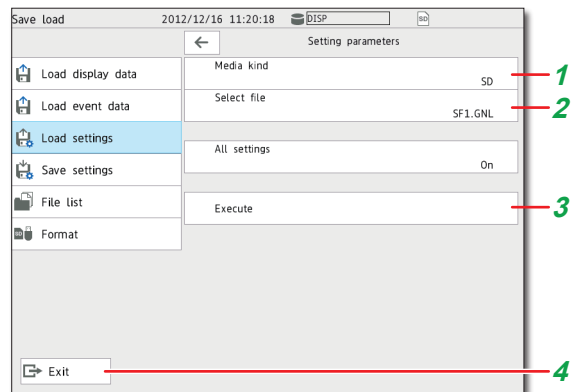 Save load 2012/12/16 11:20:18 DISP SD
Setting parameters
Load display data
Load event data
Load settings
Save settings
File list
SD Format
Media kind
SD
1
Select file
SF1.GNL
2
All settings
On
Execute
3
Exit
4